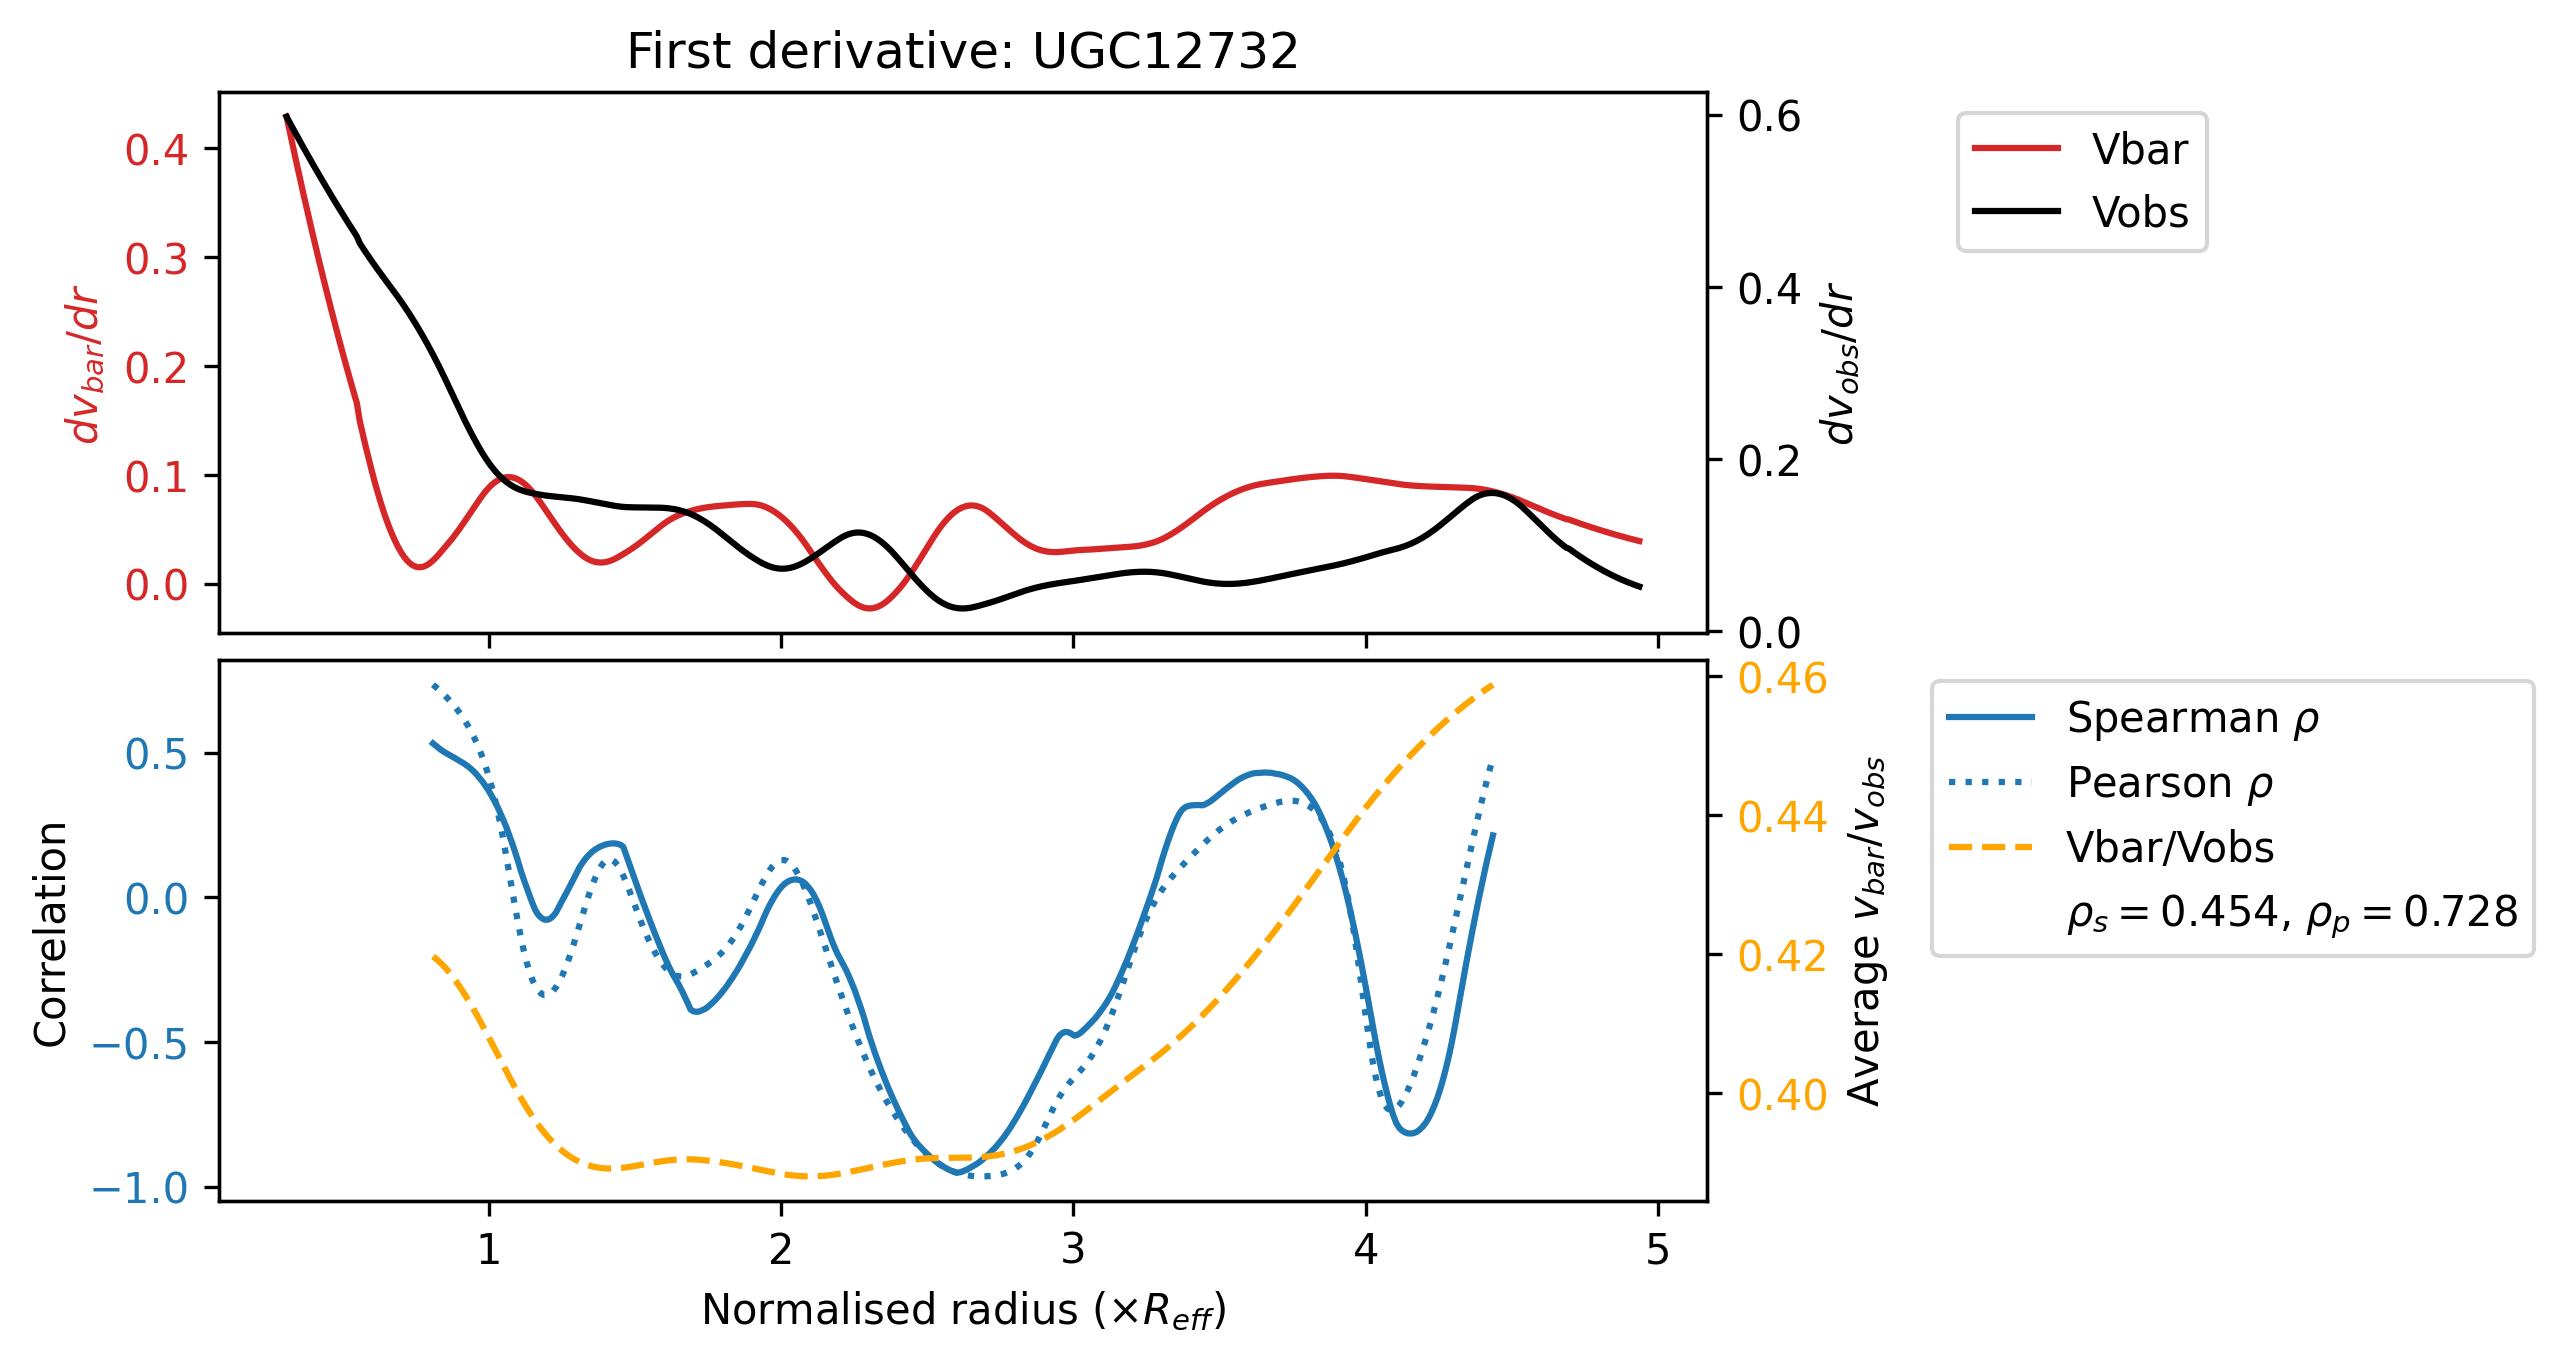 First derivative: UGC12732
0.4
0.3
0.2
0.1
0.0
dv_bar/dr
0.6
0.4
0.2
0.0
dv_obs/dr
Vbar
Vobs
0.5
0.0
−0.5
−1.0
Correlation
0.46
0.44
0.42
0.40
Average v_bar/v_obs
Spearman ρ
Pearson ρ
Vbar/Vobs
ρ_s = 0.454, ρ_p = 0.728
1 2 3 4 5
Normalised radius (×R_eff)